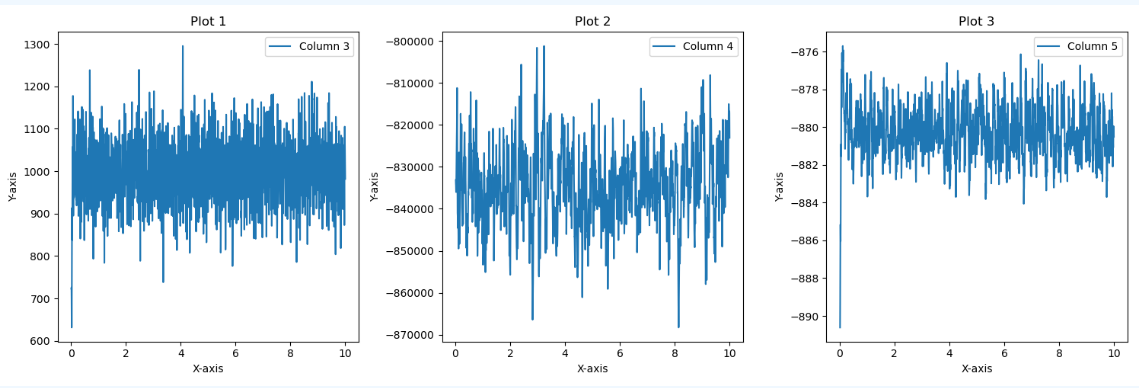 Plot 1
Column 3
1300
1200
1100
1000
900
800
700
600
Y-axis
0 2 4 6 8 10
X-axis
Plot 2
Column 4
−800000
−810000
−820000
−830000
−840000
−850000
−860000
−870000
Y-axis
0 2 4 6 8 10
X-axis
Plot 3
Column 5
−876
−878
−880
−882
−884
−886
−888
−890
Y-axis
0 2 4 6 8 10
X-axis